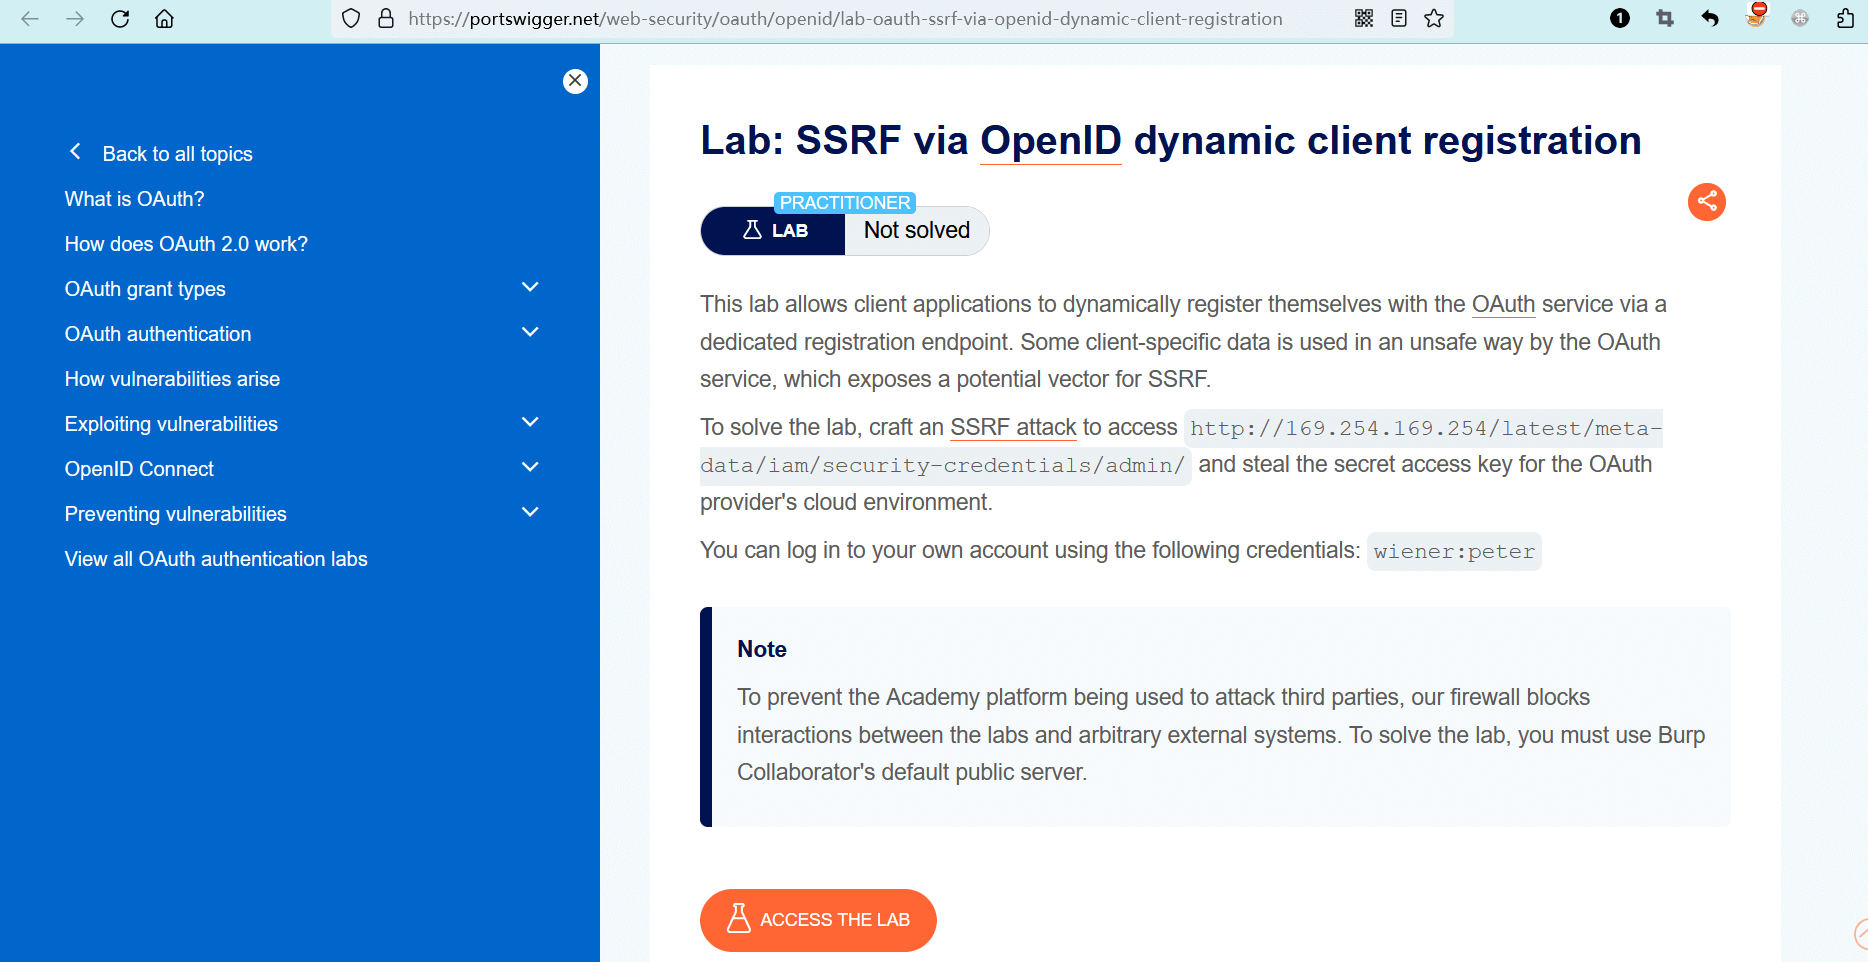 https://portswigger.net/web-security/oauth/openid/lab-oauth-ssrf-via-openid-dynamic-client-registration
1
Back to all topics
What is OAuth?
How does OAuth 2.0 work?
OAuth grant types
OAuth authentication
How vulnerabilities arise
Exploiting vulnerabilities
OpenID Connect
Preventing vulnerabilities
View all OAuth authentication labs
Lab: SSRF via OpenID dynamic client registration
PRACTITIONER
LAB Not solved
This lab allows client applications to dynamically register themselves with the OAuth service via a
dedicated registration endpoint. Some client-specific data is used in an unsafe way by the OAuth
service, which exposes a potential vector for SSRF.
To solve the lab, craft an SSRF attack to access http://169.254.169.254/latest/meta-
data/iam/security-credentials/admin/ and steal the secret access key for the OAuth
provider's cloud environment.
You can log in to your own account using the following credentials: wiener:peter
Note
To prevent the Academy platform being used to attack third parties, our firewall blocks
interactions between the labs and arbitrary external systems. To solve the lab, you must use Burp
Collaborator's default public server.
ACCESS THE LAB